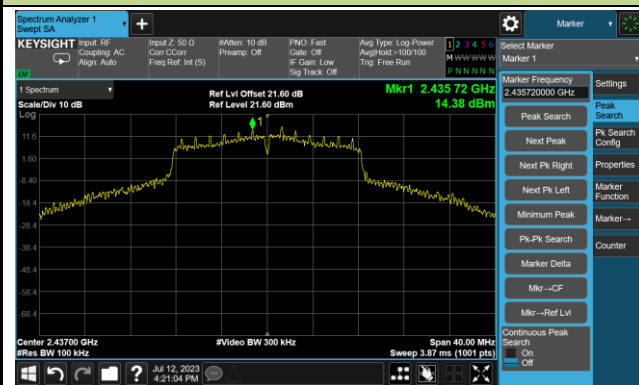 Spectrum Analyzer 1
Swept SA
Marker
KEYSIGHT
Input: RF
Coupling: AC
Align: Auto
Input Z: 50 Ω
Corr CCorr
Freq Ref: Int (S)
#Atten: 10 dB
Preamp: Off
PNO: Fast
Gate: Off
IF Gain: Low
Sig Track: Off
Avg Type: Log-Power
Avg|Hold:>100/100
Trig: Free Run
1 2 3 4 5 6
M W W W W W
P N N N N N
Select Marker
Marker 1
LXI
1 Spectrum
Scale/Div 10 dB
Log
Ref Lvl Offset 21.60 dB
Ref Level 21.60 dBm
Mkr1 2.435 72 GHz
14.38 dBm
1
11.6
1.60
-8.40
-18.4
-28.4
-38.4
-48.4
-58.4
-68.4
Center 2.43700 GHz
#Res BW 100 kHz
#Video BW 300 kHz
Span 40.00 MHz
Sweep 3.87 ms (1001 pts)
Marker Frequency
2.435720000 GHz
Peak Search
Next Peak
Next Pk Right
Next Pk Left
Minimum Peak
Pk-Pk Search
Marker Delta
Mkr→CF
Mkr→Ref Lvl
Continuous Peak
Search
On
Off
Settings
Peak
Search
Pk Search
Config
Properties
Marker
Function
Marker→
Counter
?
Jul 12, 2023
4:21:04 PM